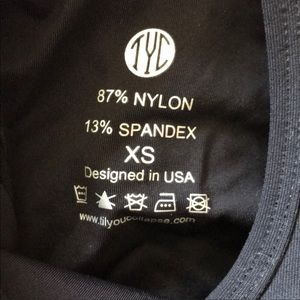 TYC
87% NYLON
13% SPANDEX
XS
Designed in USA
www.tilyoucollapse.com